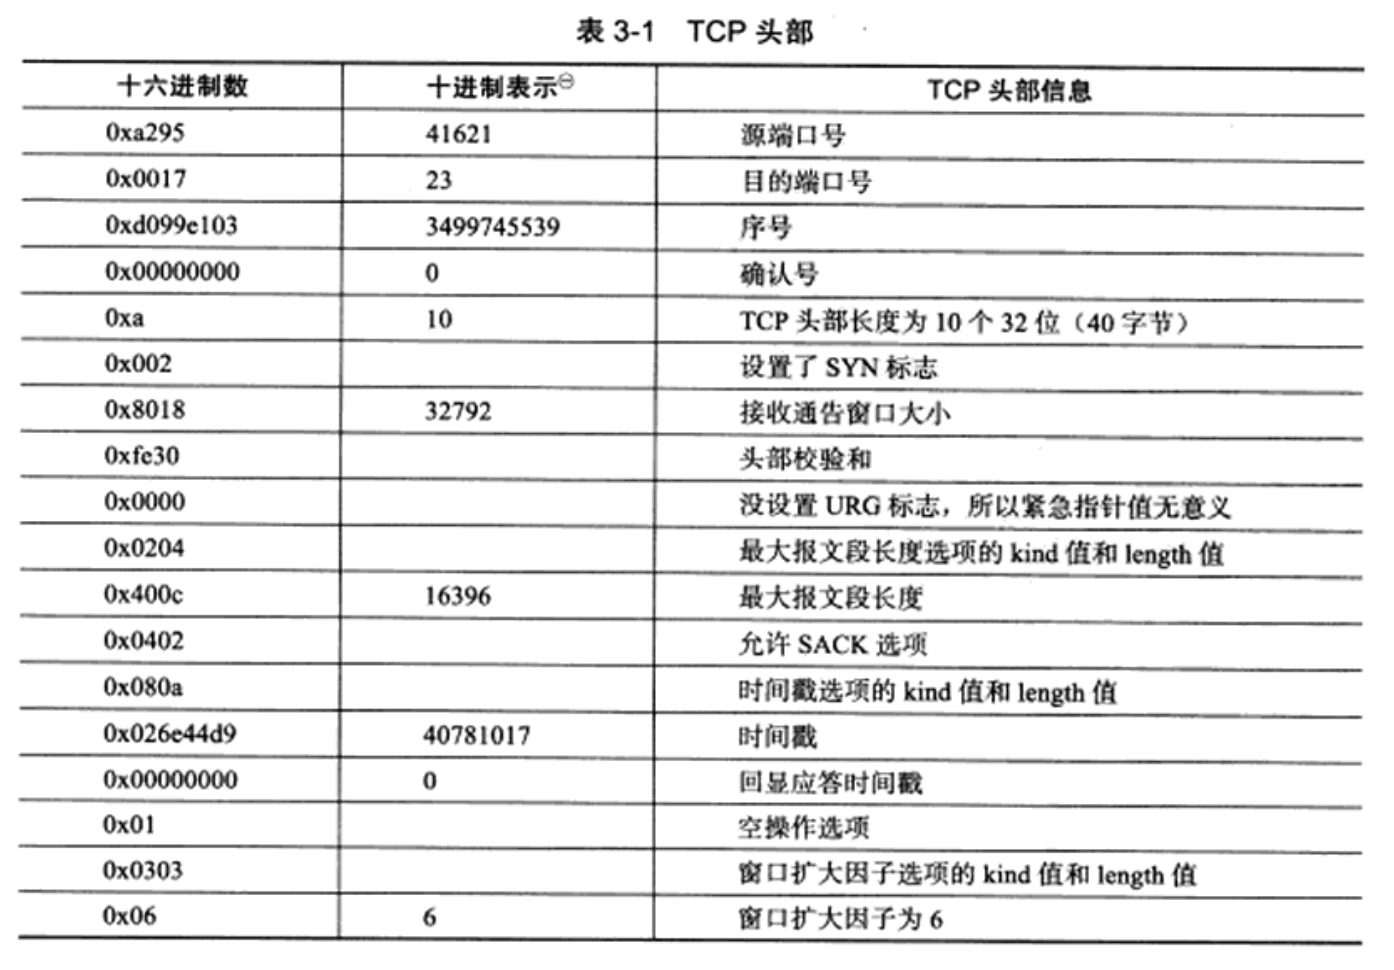 表 3-1 TCP 头部
十六进制数 十进制表示㊀ TCP 头部信息
0xa295 41621 源端口号
0x0017 23 目的端口号
0xd099e103 3499745539 序号
0x00000000 0 确认号
0xa 10 TCP 头部长度为 10 个 32 位（40 字节）
0x002 设置了 SYN 标志
0x8018 32792 接收通告窗口大小
0xfe30 头部校验和
0x0000 没设置 URG 标志，所以紧急指针值无意义
0x0204 最大报文段长度选项的 kind 值和 length 值
0x400c 16396 最大报文段长度
0x0402 允许 SACK 选项
0x080a 时间戳选项的 kind 值和 length 值
0x026e44d9 40781017 时间戳
0x00000000 0 回显应答时间戳
0x01 空操作选项
0x0303 窗口扩大因子选项的 kind 值和 length 值
0x06 6 窗口扩大因子为 6